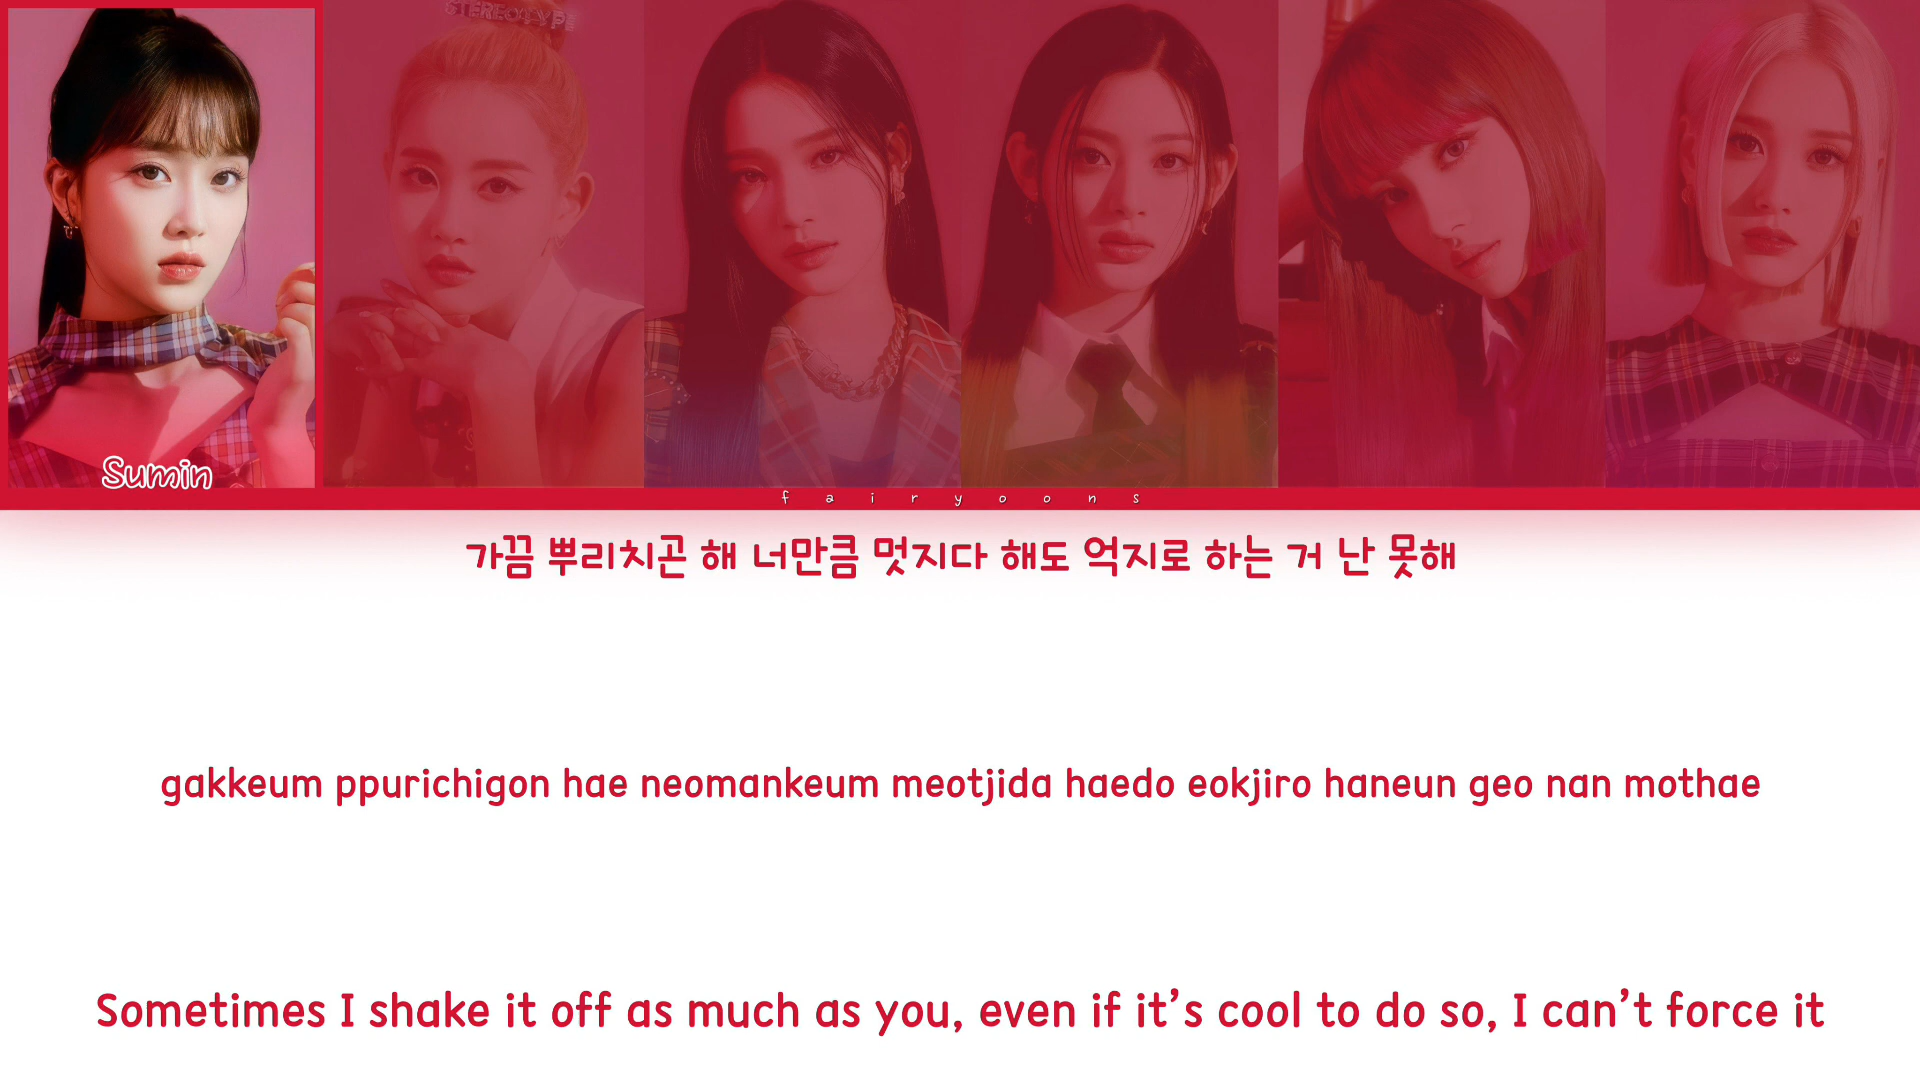 STEREOTYPE
Sumin
fairyoons
가끔 뿌리치곤 해 너만큼 멋지다 해도 억지로 하는 거 난 못해
gakkeum ppurichigon hae neomankeum meotjida haedo eokjiro haneun geo nan mothae
Sometimes I shake it off as much as you, even if it’s cool to do so, I can’t force it